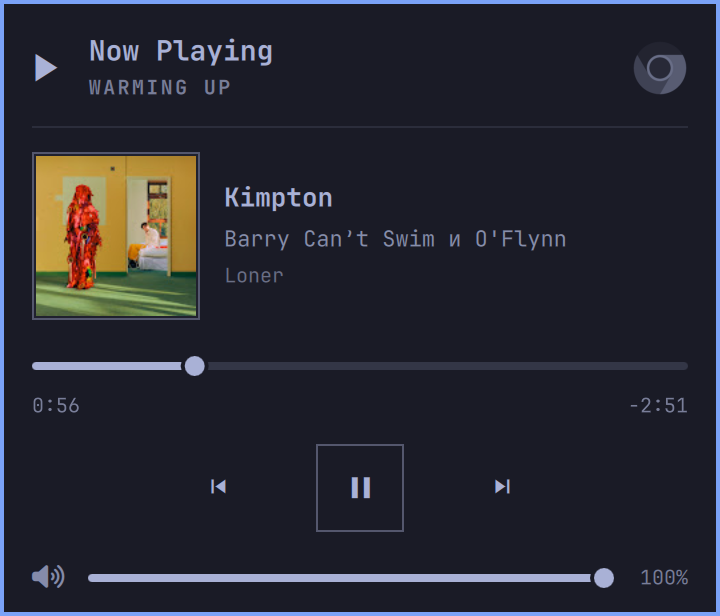 Now Playing
WARMING UP
Kimpton
Barry Can’t Swim и O'Flynn
Loner
0:56
-2:51
100%